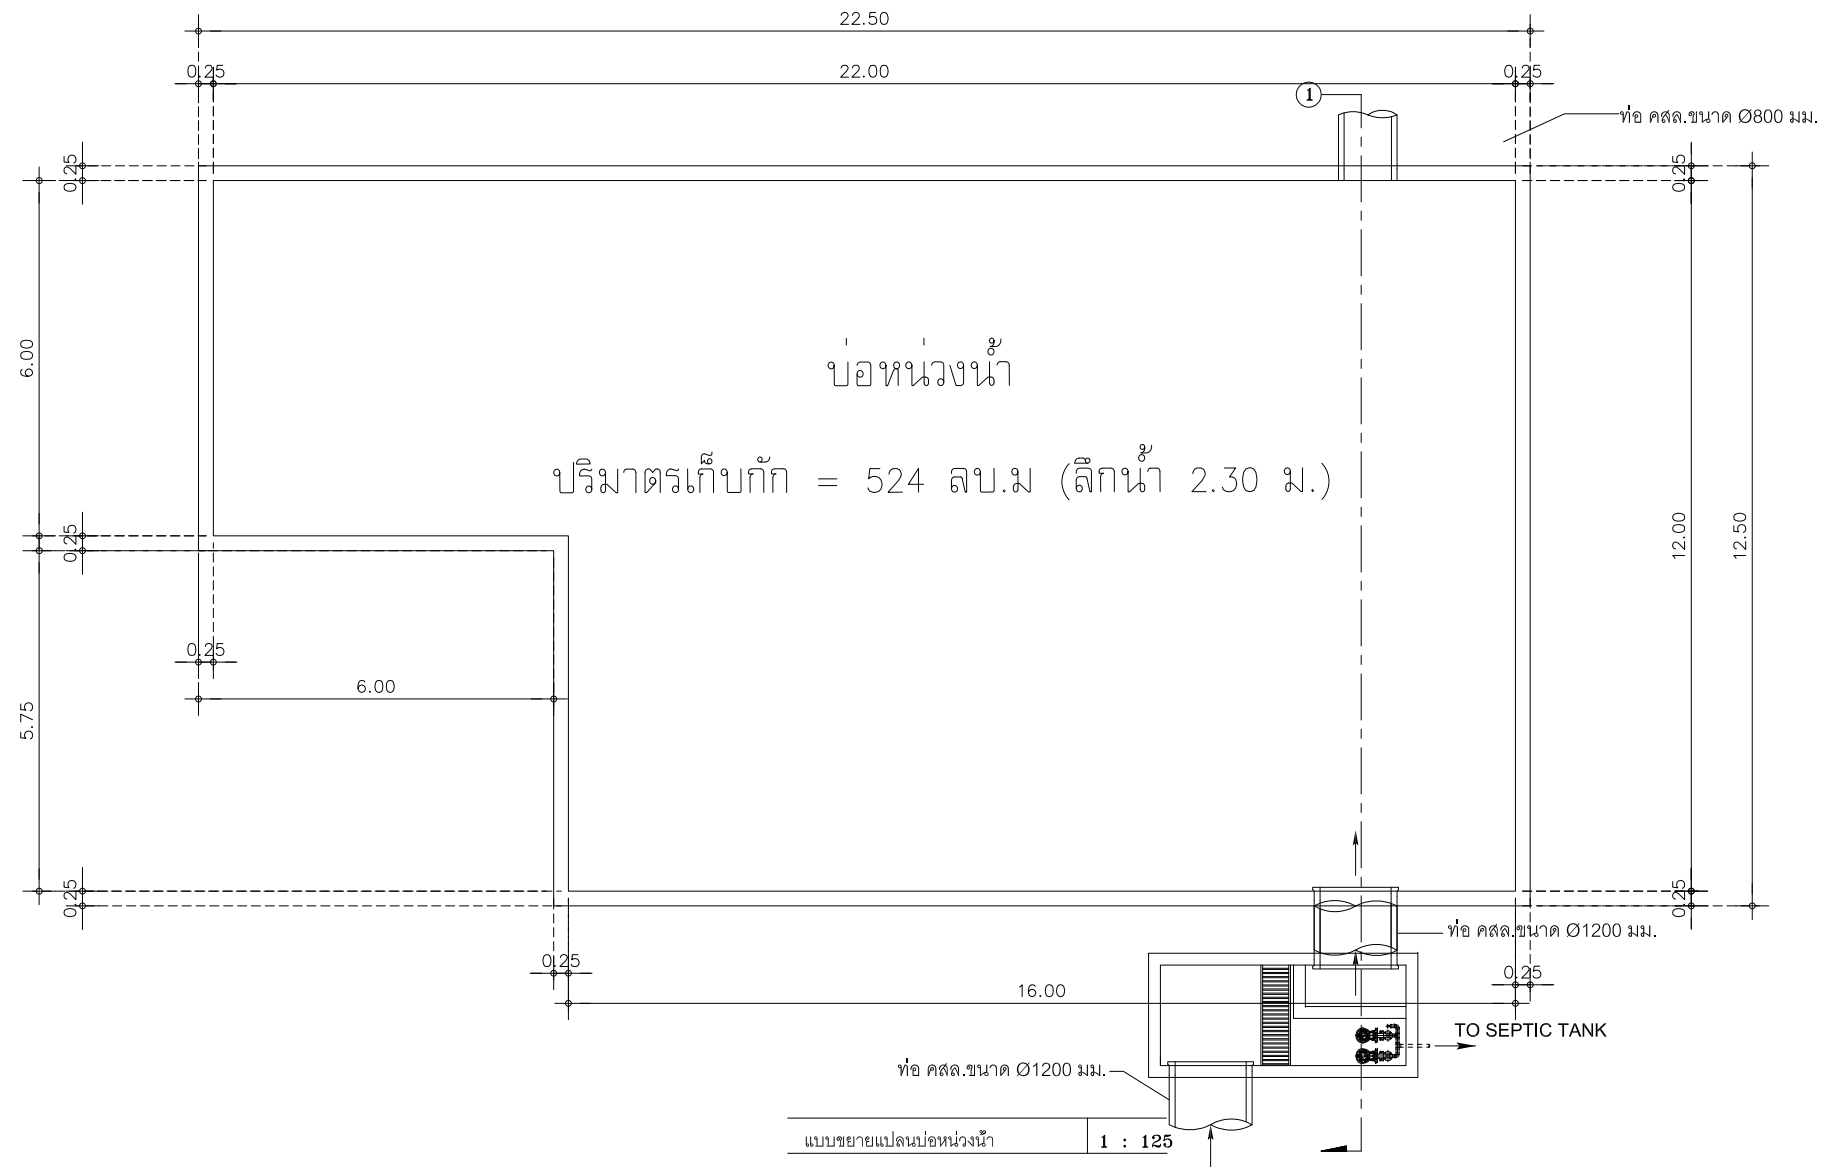 22.50
0.25 22.00 0.25
1
ท่อ คสล.ขนาด Ø800 มม.
0.25
0.25
6.00
บ่อหน่วงน้ำ
ปริมาตรเก็บกัก = 524 ลบ.ม (ลึกน้ำ 2.30 ม.)
0.25
12.00
12.50
0.25
6.00
5.75
0.25
0.25
ท่อ คสล.ขนาด Ø1200 มม.
0.25
0.25
16.00
TO SEPTIC TANK
ท่อ คสล.ขนาด Ø1200 มม.
แบบขยายแปลนบ่อหน่วงน้ำ 1 : 125